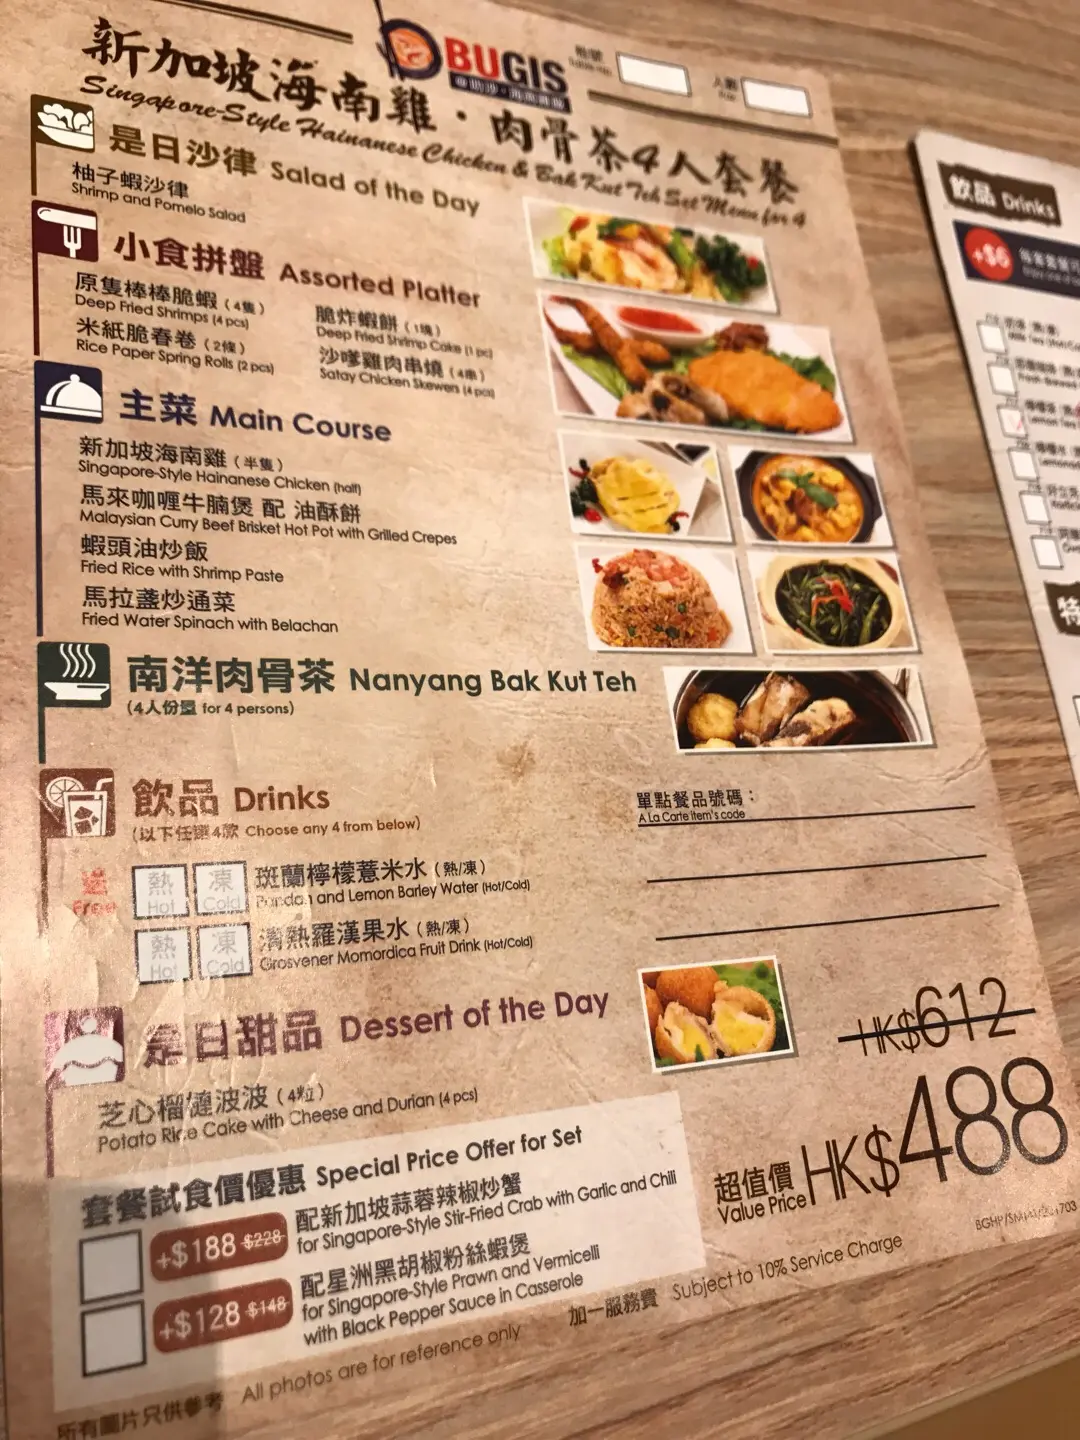 BUGIS
新加坡海南雞·肉骨茶4人套餐
Singapore-Style Hainanese Chicken & Bak Kut Teh Set Menu for 4
是日沙律 Salad of the Day
柚子蝦沙律
Shrimp and Pomelo Salad
小食拼盤 Assorted Platter
原隻棒棒脆蝦（4隻）
Deep Fried Shrimps (4 pcs)
米紙脆春卷（2條）
Rice Paper Spring Rolls (2 pcs)
脆炸蝦餅（1塊）
Deep Fried Shrimp Cake (1 pc)
沙嗲雞肉串燒（4串）
Satay Chicken Skewers (4 pcs)
主菜 Main Course
新加坡海南雞（半隻）
Singapore-Style Hainanese Chicken (half)
馬來咖喱牛腩煲 配 油酥餅
Malaysian Curry Beef Brisket Hot Pot with Grilled Crepes
蝦頭油炒飯
Fried Rice with Shrimp Paste
馬拉盞炒通菜
Fried Water Spinach with Belachan
南洋肉骨茶 Nanyang Bak Kut Teh
(4人份量 for 4 persons)
飲品 Drinks
(以下任選4款 Choose any 4 from below)
送
Free
熱
Hot
凍
Cold
斑蘭檸檬薏米水（熱/凍）
Pandan and Lemon Barley Water (Hot/Cold)
熱
Hot
凍
Cold
清熱羅漢果水（熱/凍）
Grosvener Momordica Fruit Drink (Hot/Cold)
單點餐品號碼：
A La Carte item's code
是日甜品 Dessert of the Day
芝心榴槤波波（4粒）
Potato Rice Cake with Cheese and Durian (4 pcs)
HK$612
超值價
Value Price HK$488
套餐試食價優惠 Special Price Offer for Set
+$188 $228
配新加坡蒜蓉辣椒炒蟹
for Singapore-Style Stir-Fried Crab with Garlic and Chili
+$128 $148
配星洲黑胡椒粉絲蝦煲
for Singapore-Style Prawn and Vermicelli
with Black Pepper Sauce in Casserole
加一服務費 Subject to 10% Service Charge
所有圖片只供參考 All photos are for reference only
飲品 Drinks
+$6